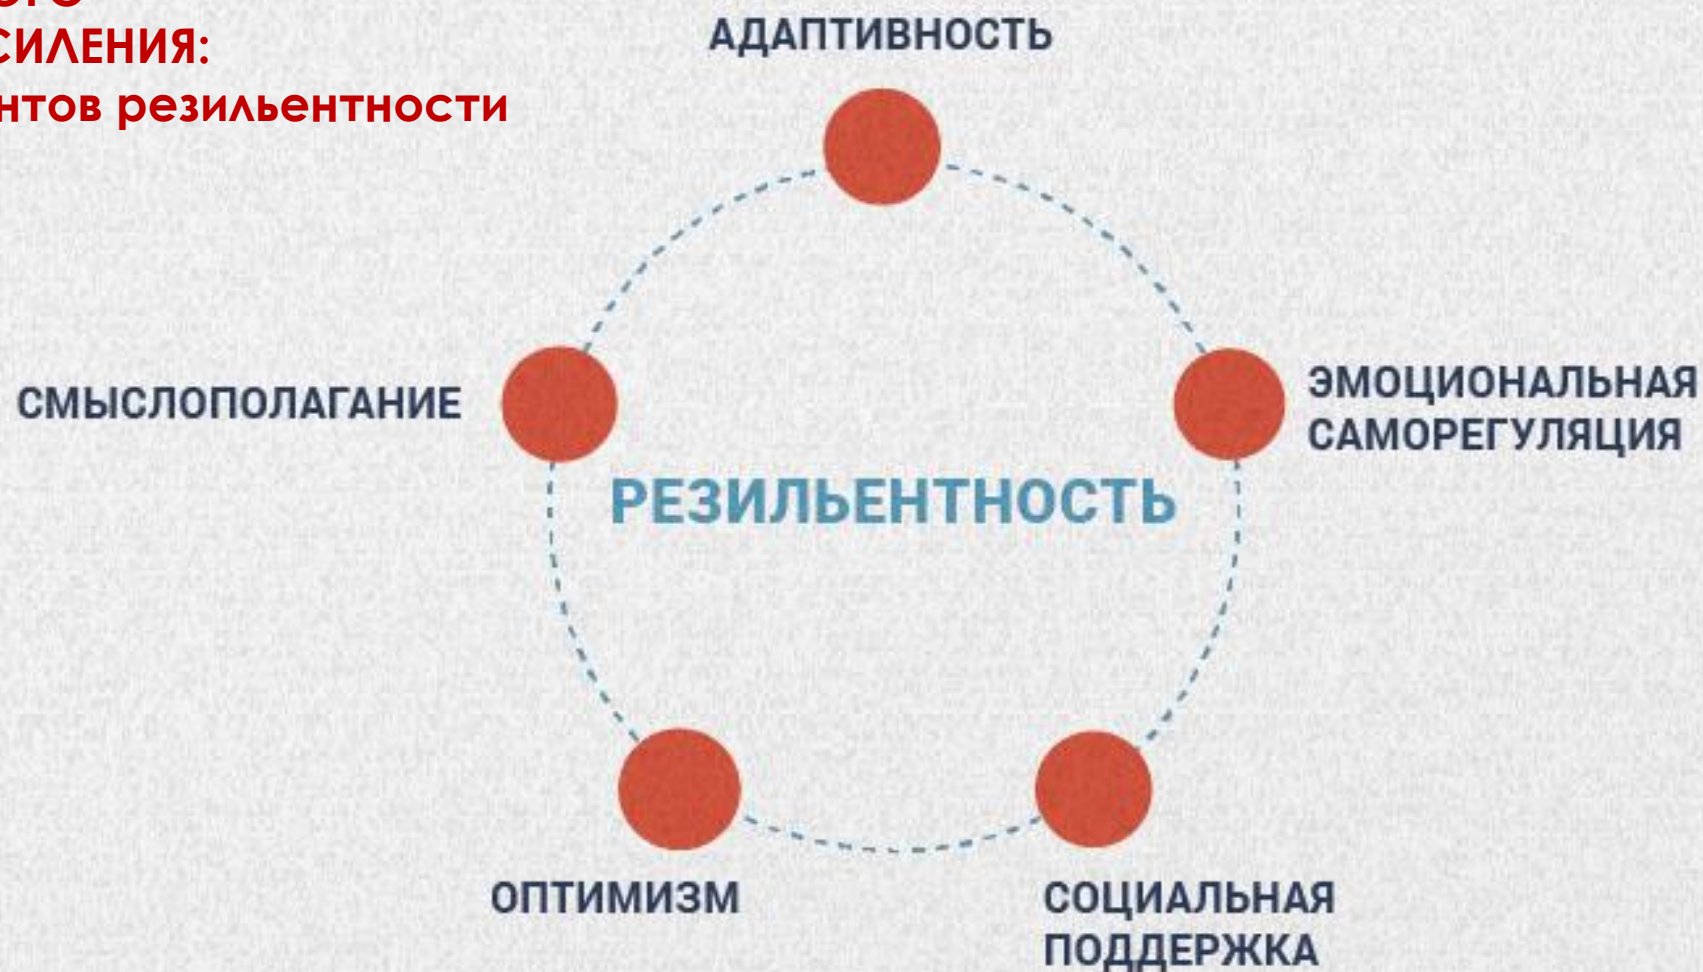 СИЛЕНИЯ:
нтов резильентности
АДАПТИВНОСТЬ
СМЫСЛОПОЛАГАНИЕ
ЭМОЦИОНАЛЬНАЯ
САМОРЕГУЛЯЦИЯ
РЕЗИЛЬЕНТНОСТЬ
ОПТИМИЗМ
СОЦИАЛЬНАЯ
ПОДДЕРЖКА